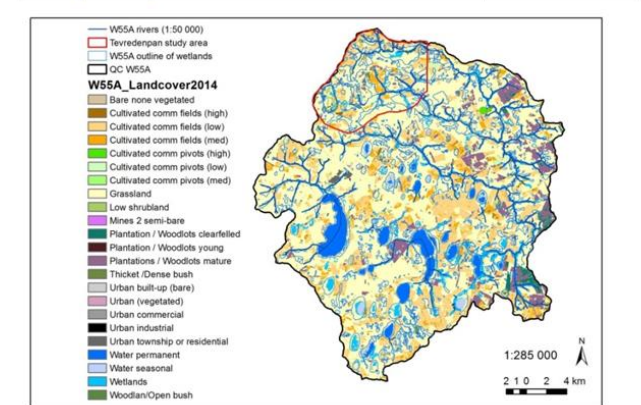 W55A rivers (1:50 000)
Tevredenpan study area
W55A outline of wetlands
QC W55A
W55A_Landcover2014
Bare none vegetated
Cultivated comm fields (high)
Cultivated comm fields (low)
Cultivated comm fields (med)
Cultivated comm pivots (high)
Cultivated comm pivots (low)
Cultivated comm pivots (med)
Grassland
Low shrubland
Mines 2 semi-bare
Plantation / Woodlots clearfelled
Plantation / Woodlots young
Plantations / Woodlots mature
Thicket /Dense bush
Urban built-up (bare)
Urban (vegetated)
Urban commercial
Urban industrial
Urban township or residential
Water permanent
Water seasonal
Wetlands
Woodlan/Open bush
N
1:285 000
2 1 0 2 4 km